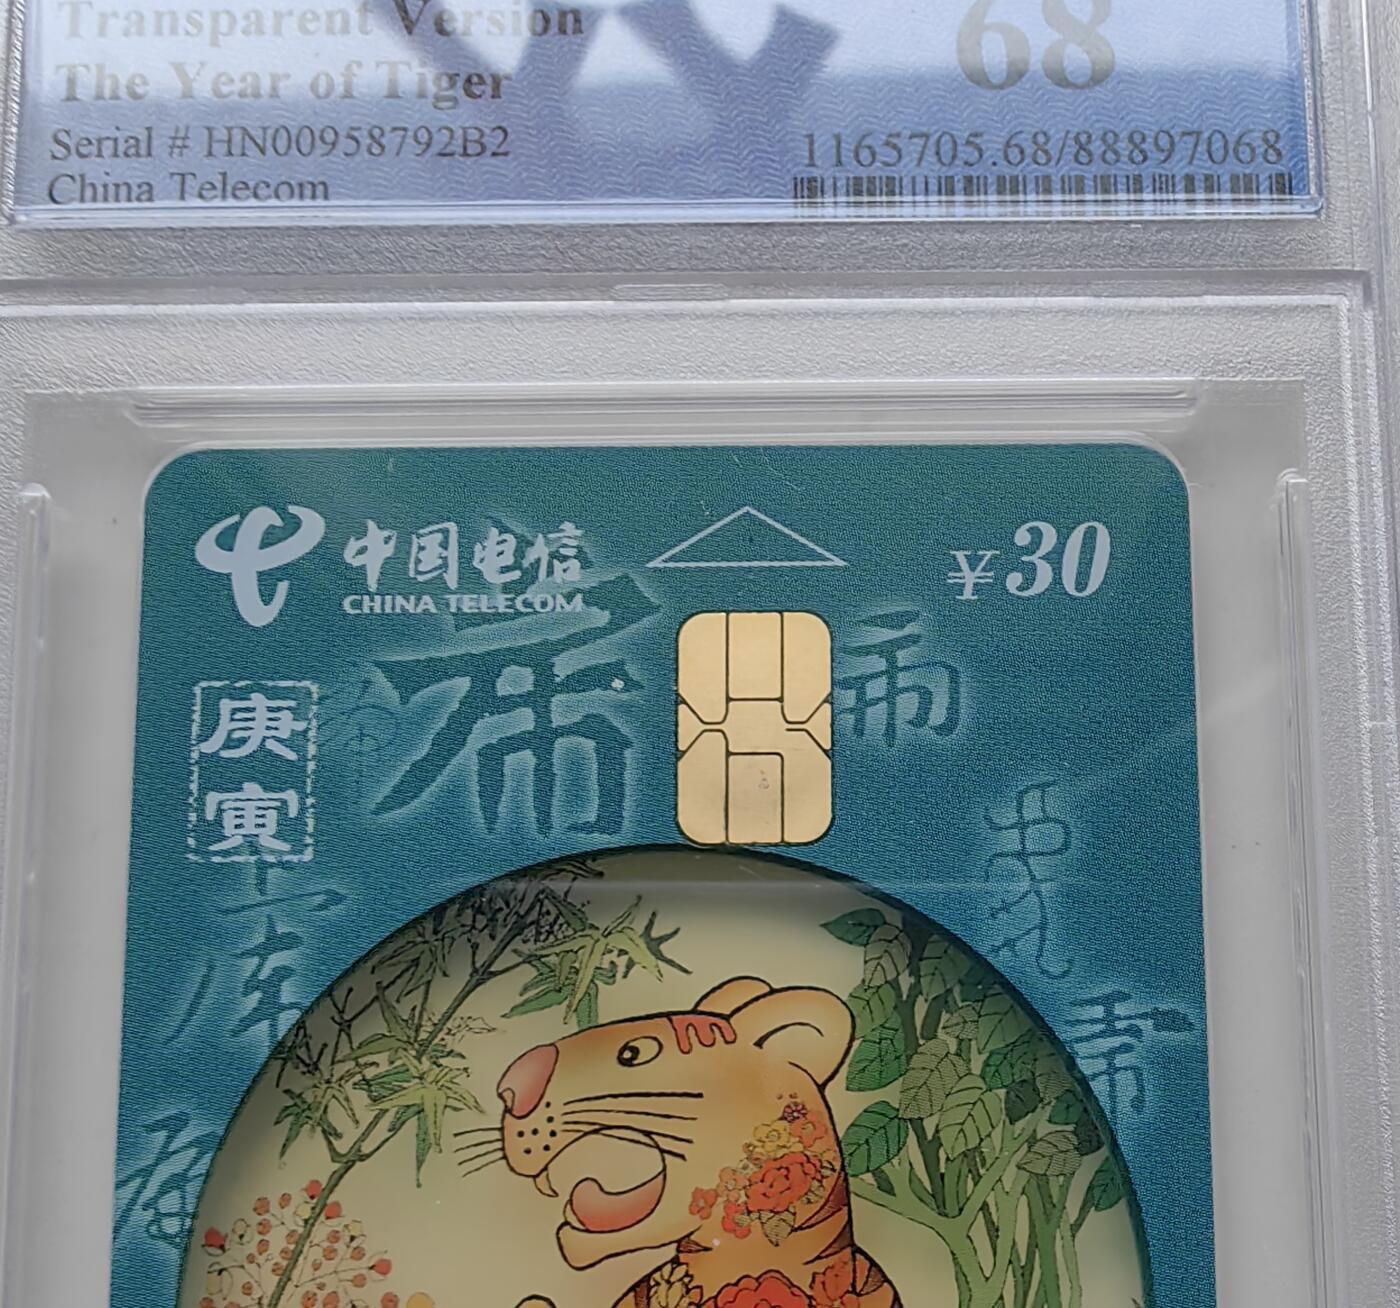 Transparent Version
The Year of Tiger
68
Serial # HN00958792B2
1165705.68/88897068
China Telecom
中国电信
CHINA TELECOM
¥30
庚
寅